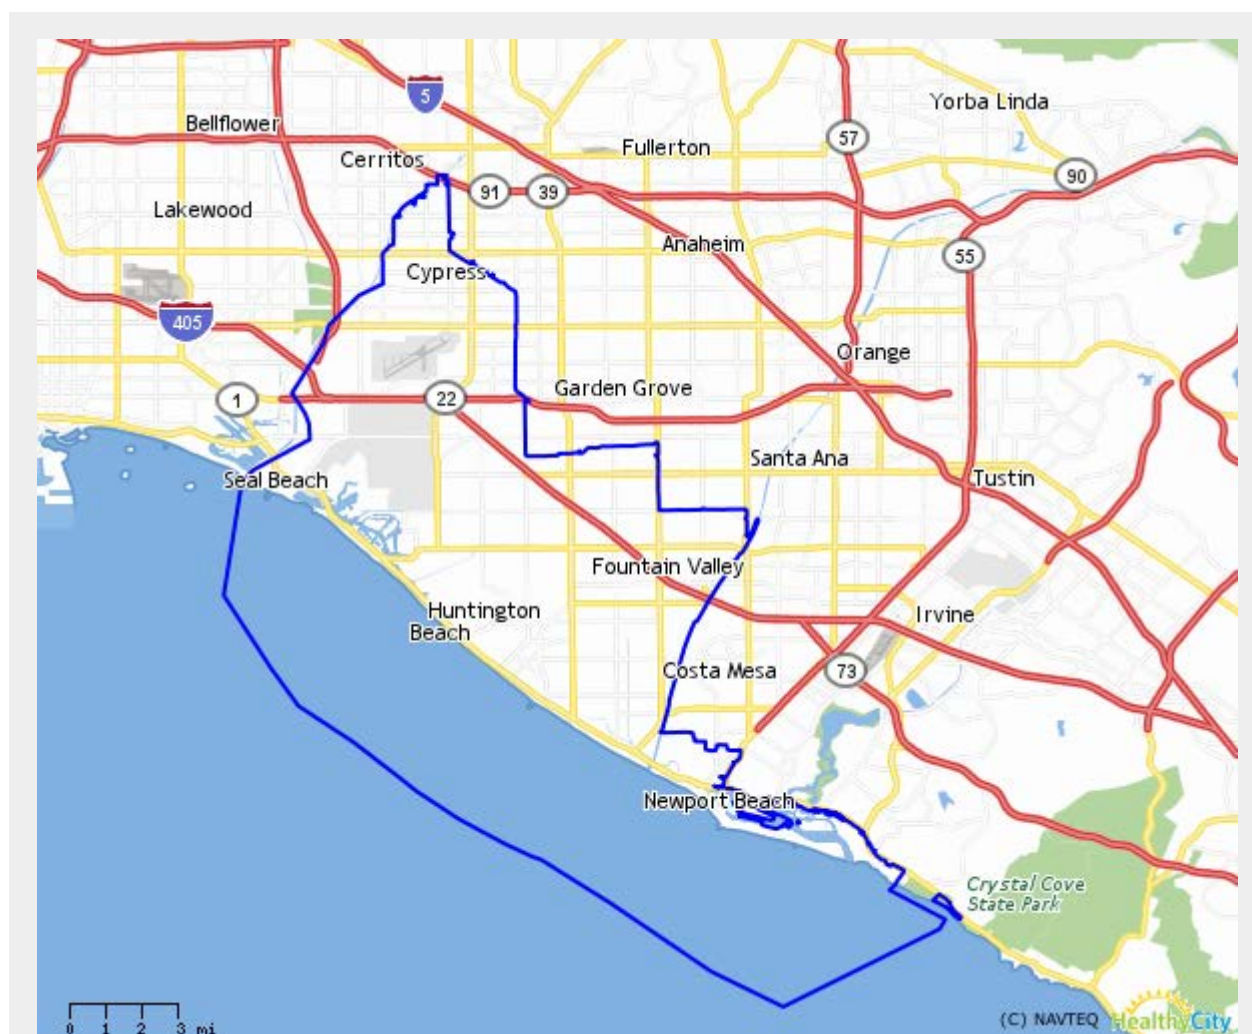 5
Yorba Linda
Bellflower
57
Fullerton
Cerritos
90
91
39
Lakewood
Anaheim
55
Cypress
405
Orange
1
22
Garden Grove
Santa Ana
Seal Beach
Tustin
Fountain Valley
Huntington
Beach
Irvine
Costa Mesa
73
Newport Beach
Crystal Cove
State Park
0 1 2 3 mi
(C) NAVTEQ
HealthyCity